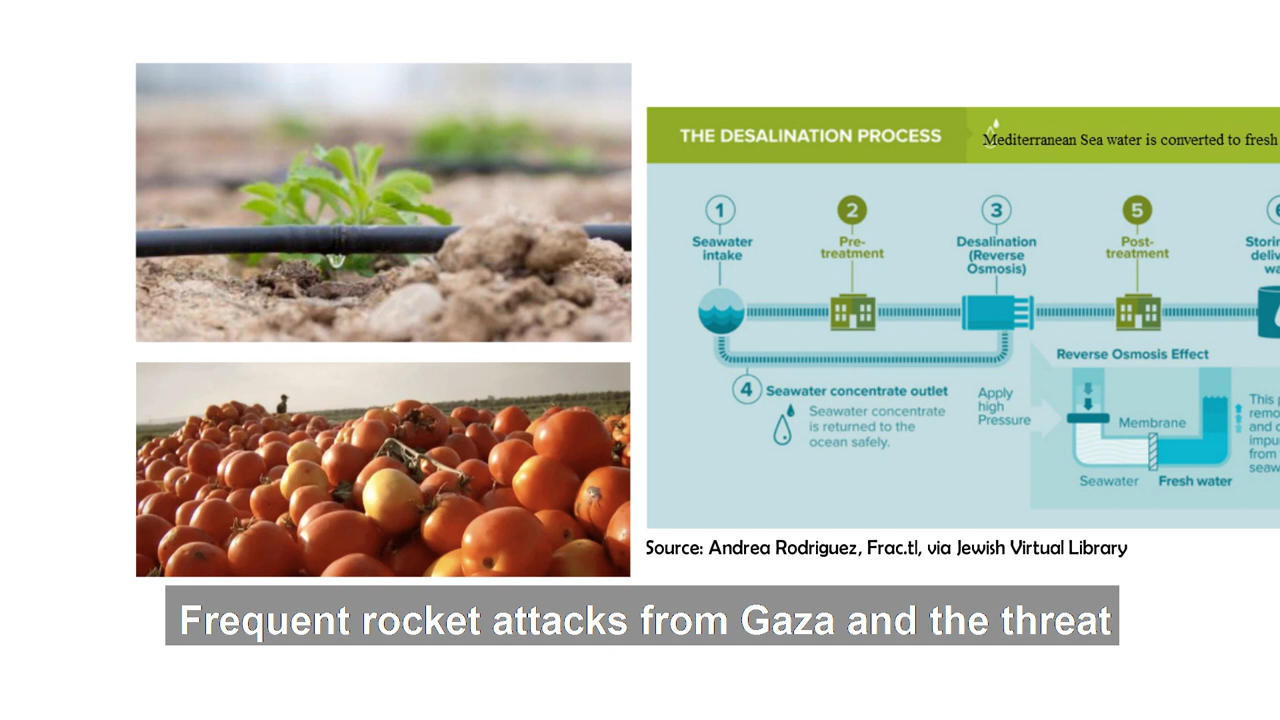 THE DESALINATION PROCESS
Mediterranean Sea water is converted to fresh
1
2
3
5
Seawater
intake
Pre-
treatment
Desalination
(Reverse
Osmosis)
Post-
treatment
Reverse Osmosis Effect
4
Seawater concentrate outlet
Seawater concentrate
is returned to the
ocean safely.
Apply
high
Pressure
Membrane
Seawater
Fresh water
This
and
from
Source: Andrea Rodriguez, Frac.tl, via Jewish Virtual Library
Frequent rocket attacks from Gaza and the threat